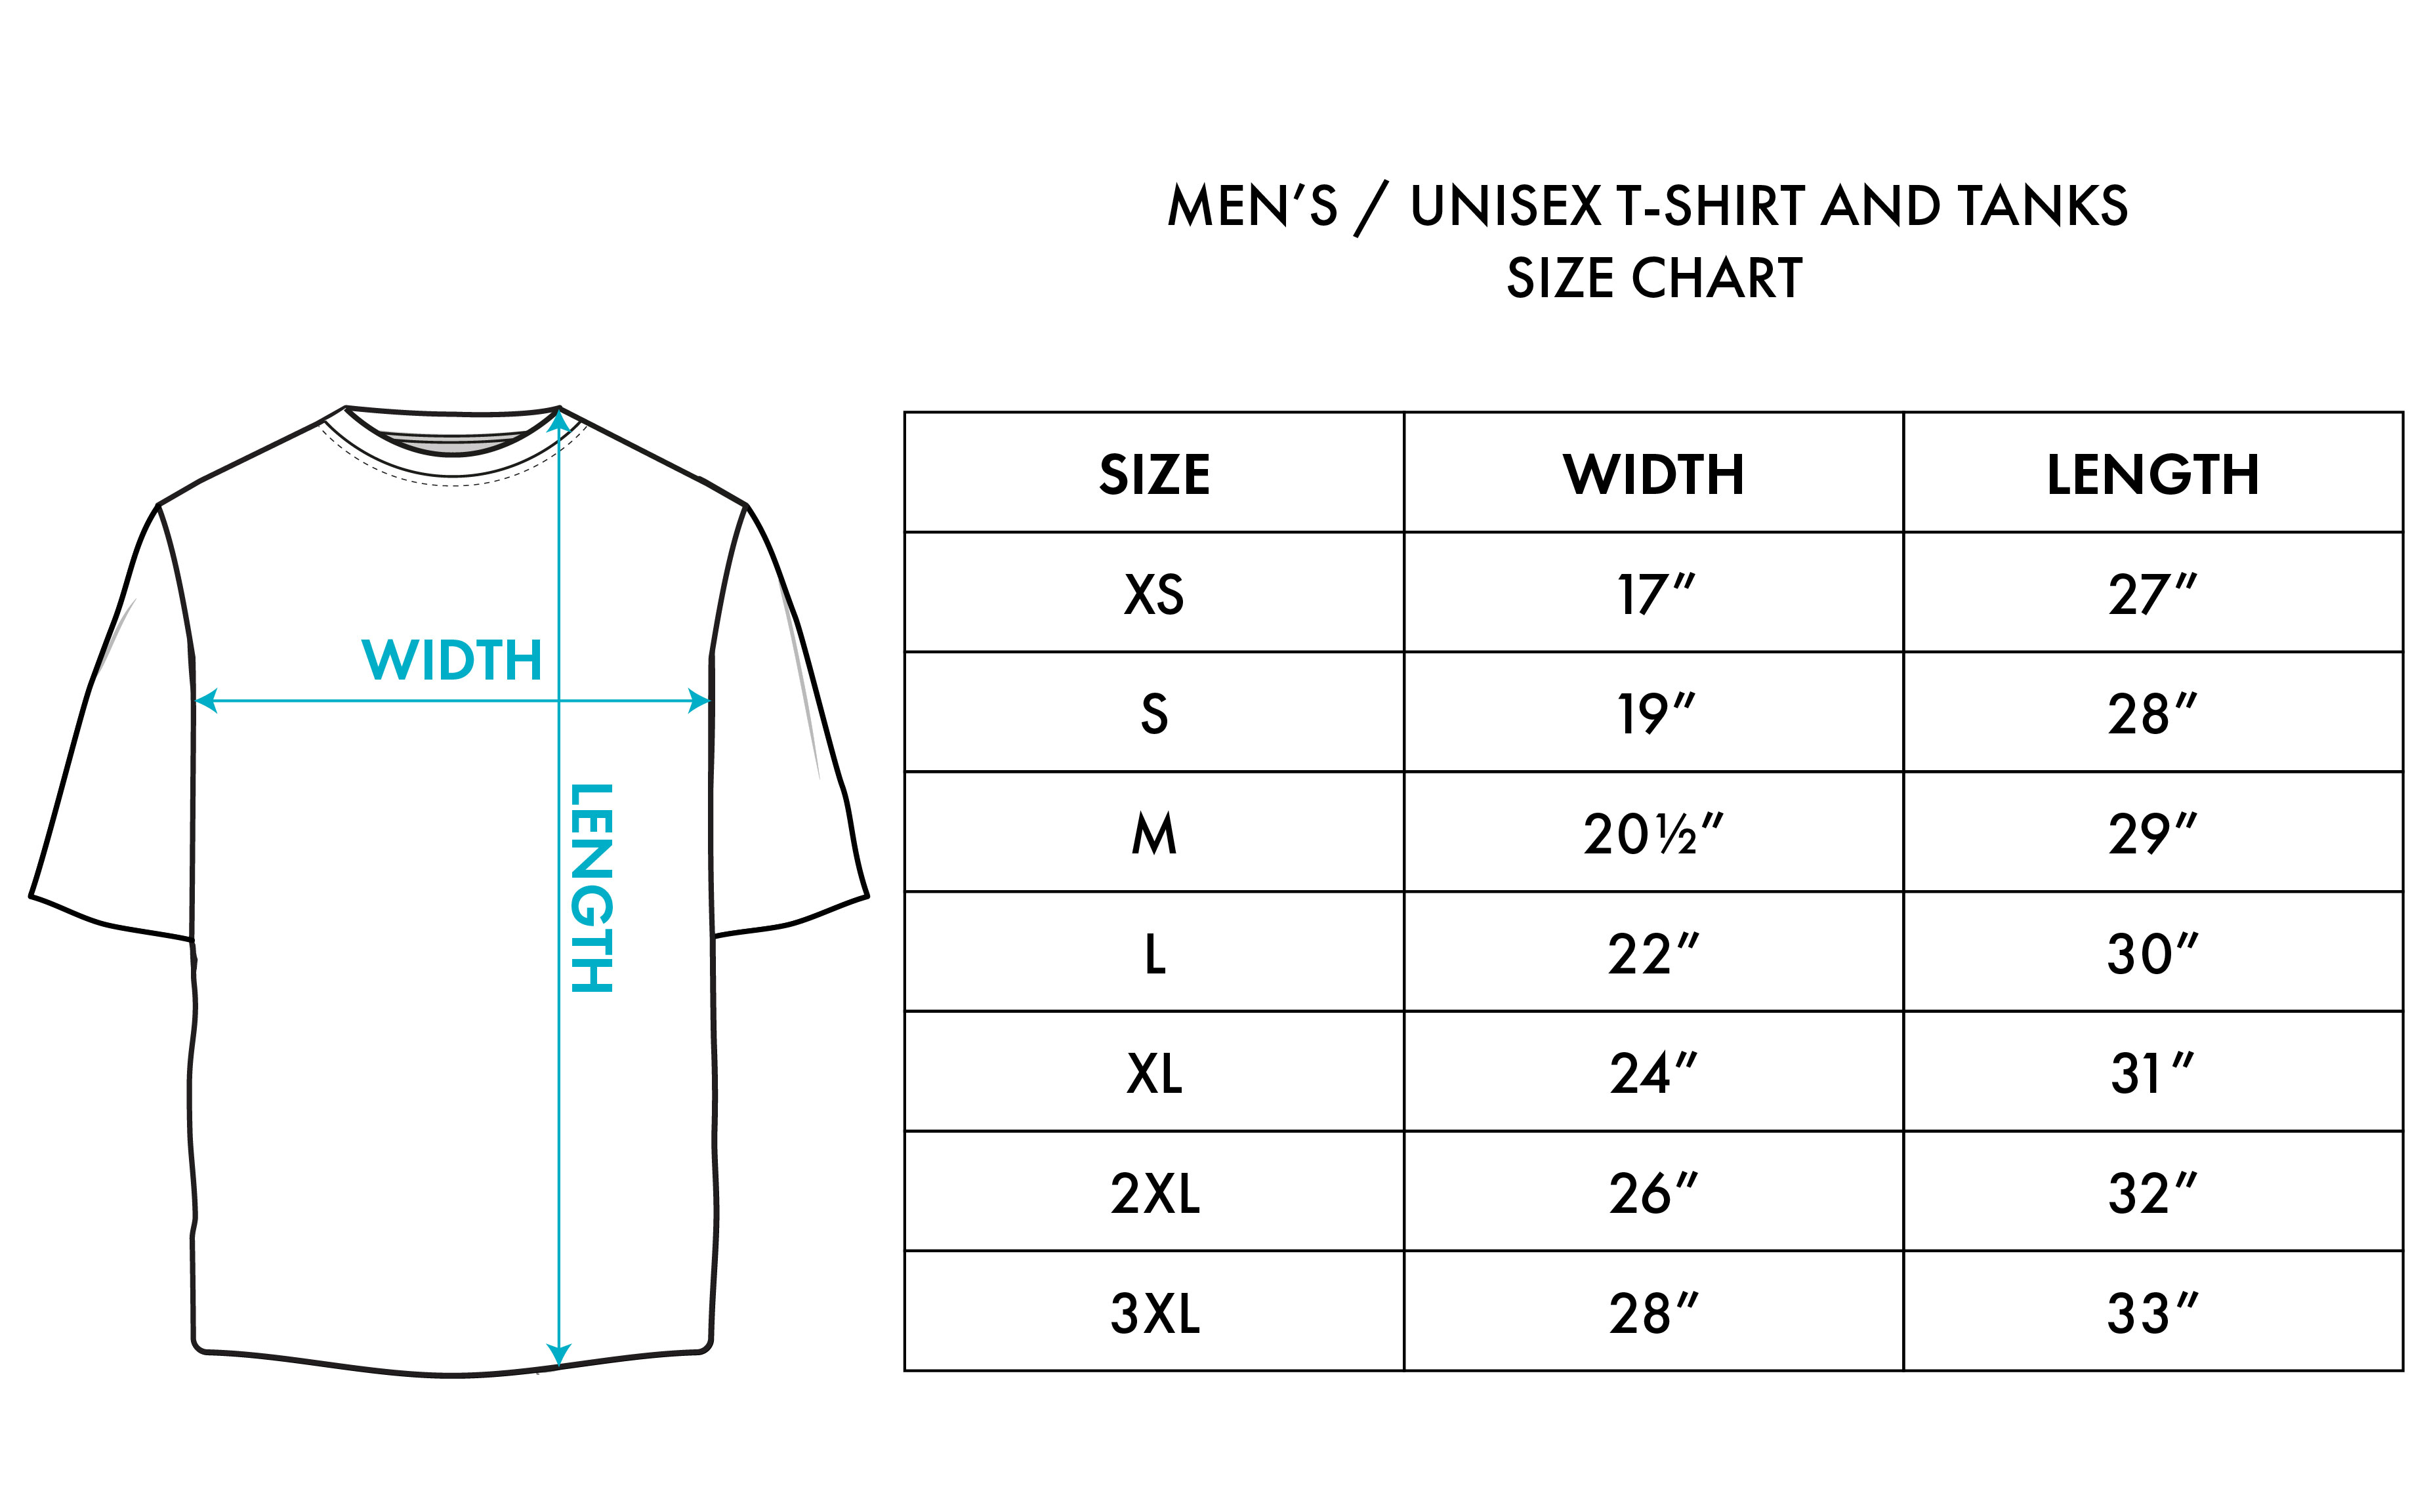 MEN’S / UNISEX T-SHIRT AND TANKS
SIZE CHART
WIDTH
LENGTH
SIZE WIDTH LENGTH
XS 17” 27”
S 19” 28”
M 20½” 29”
L 22” 30”
XL 24” 31”
2XL 26” 32”
3XL 28” 33”